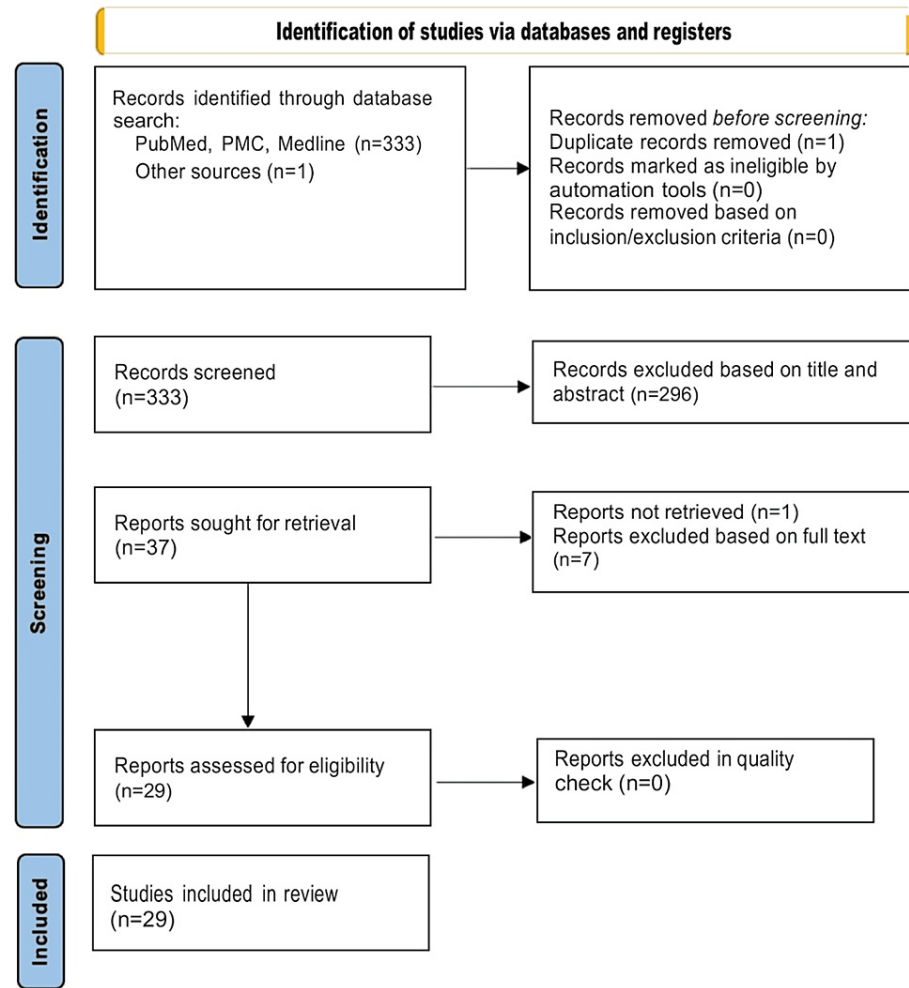 Identification of studies via databases and registers
Identification
Records identified through database
search:
PubMed, PMC, Medline (n=333)
Other sources (n=1)
Records removed before screening:
Duplicate records removed (n=1)
Records marked as ineligible by
automation tools (n=0)
Records removed based on
inclusion/exclusion criteria (n=0)
Screening
Records screened
(n=333)
Records excluded based on title and
abstract (n=296)
Reports sought for retrieval
(n=37)
Reports not retrieved (n=1)
Reports excluded based on full text
(n=7)
Reports assessed for eligibility
(n=29)
Reports excluded in quality
check (n=0)
Included
Studies included in review
(n=29)